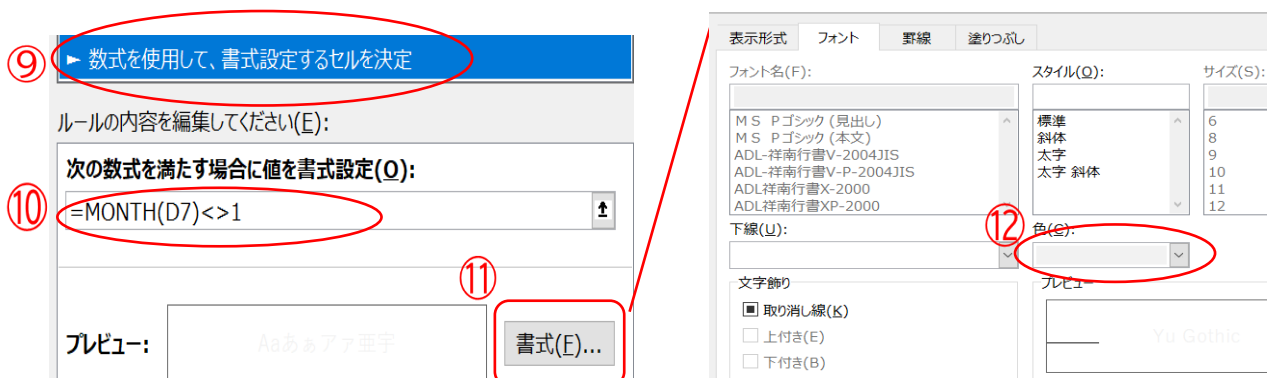 ⑨
► 数式を使用して、書式設定するセルを決定
ルールの内容を編集してください(E):
次の数式を満たす場合に値を書式設定(O):
⑩
=MONTH(D7)<>1
⑪
プレビュー:
Aaあぁアァ亜宇
書式(F)...
表示形式 フォント 罫線 塗りつぶし
フォント名(F):
ＭＳ Ｐゴシック (見出し)
ＭＳ Ｐゴシック (本文)
ADL-祥南行書V-2004JIS
ADL-祥南行書V-P-2004JIS
ADL祥南行書X-2000
ADL祥南行書XP-2000
スタイル(O):
標準
斜体
太字
太字 斜体
サイズ(S):
6
8
9
10
11
12
下線(U):
⑫
色(C):
文字飾り
取り消し線(K)
上付き(E)
下付き(B)
プレビュー
Yu Gothic